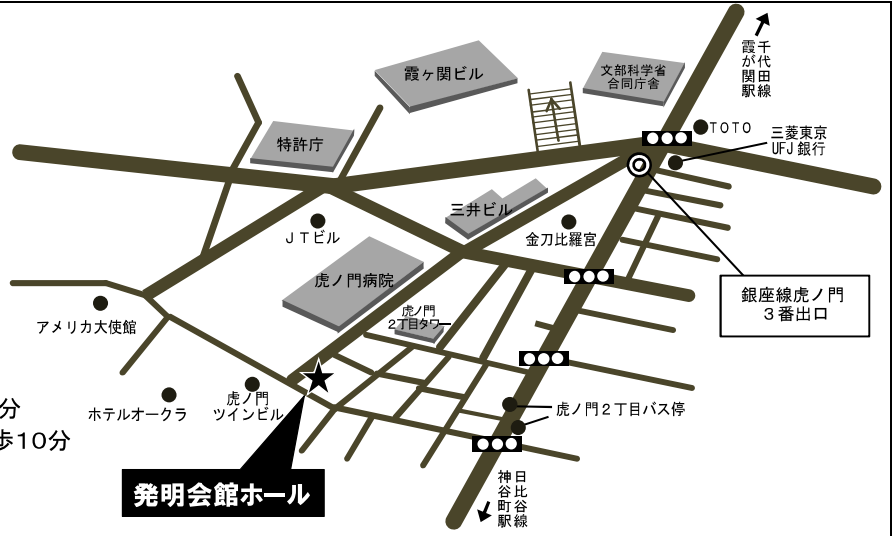 千代田線
霞が関駅
霞ヶ関ビル
文部科学省
合同庁舎
TOTO
三菱東京
UFJ銀行
特許庁
三井ビル
JTビル
金刀比羅宮
虎ノ門病院
銀座線虎ノ門
3番出口
虎ノ門
2丁目タワー
アメリカ大使館
ホテルオークラ
虎ノ門
ツインビル
虎ノ門2丁目バス停
分
歩10分
発明会館ホール
日比谷線
神谷町駅